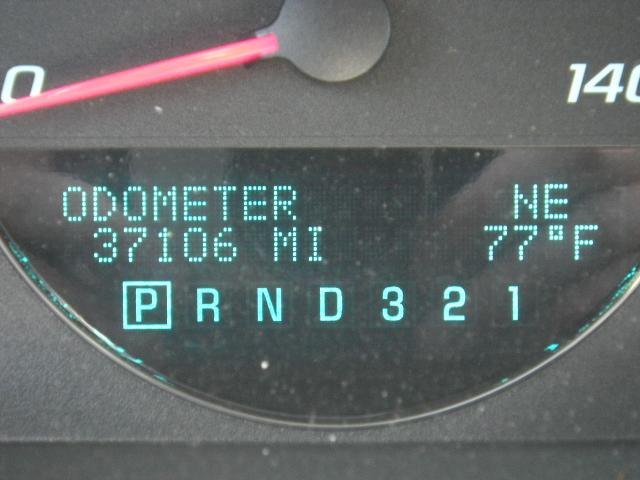 0
140
ODOMETER NE
37106 MI 77°F
P R N D 3 2 1